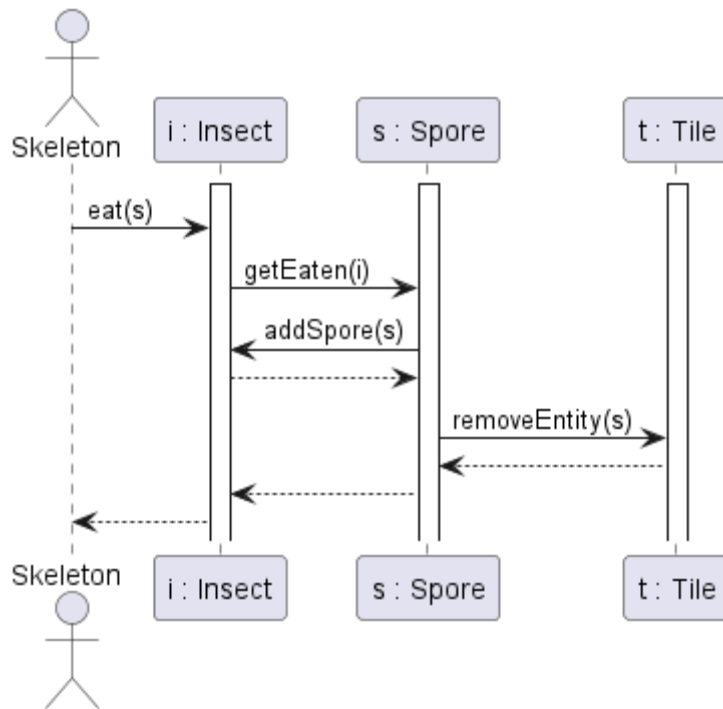 Skeleton
i : Insect
s : Spore
t : Tile
eat(s)
getEaten(i)
addSpore(s)
removeEntity(s)
Skeleton
i : Insect
s : Spore
t : Tile